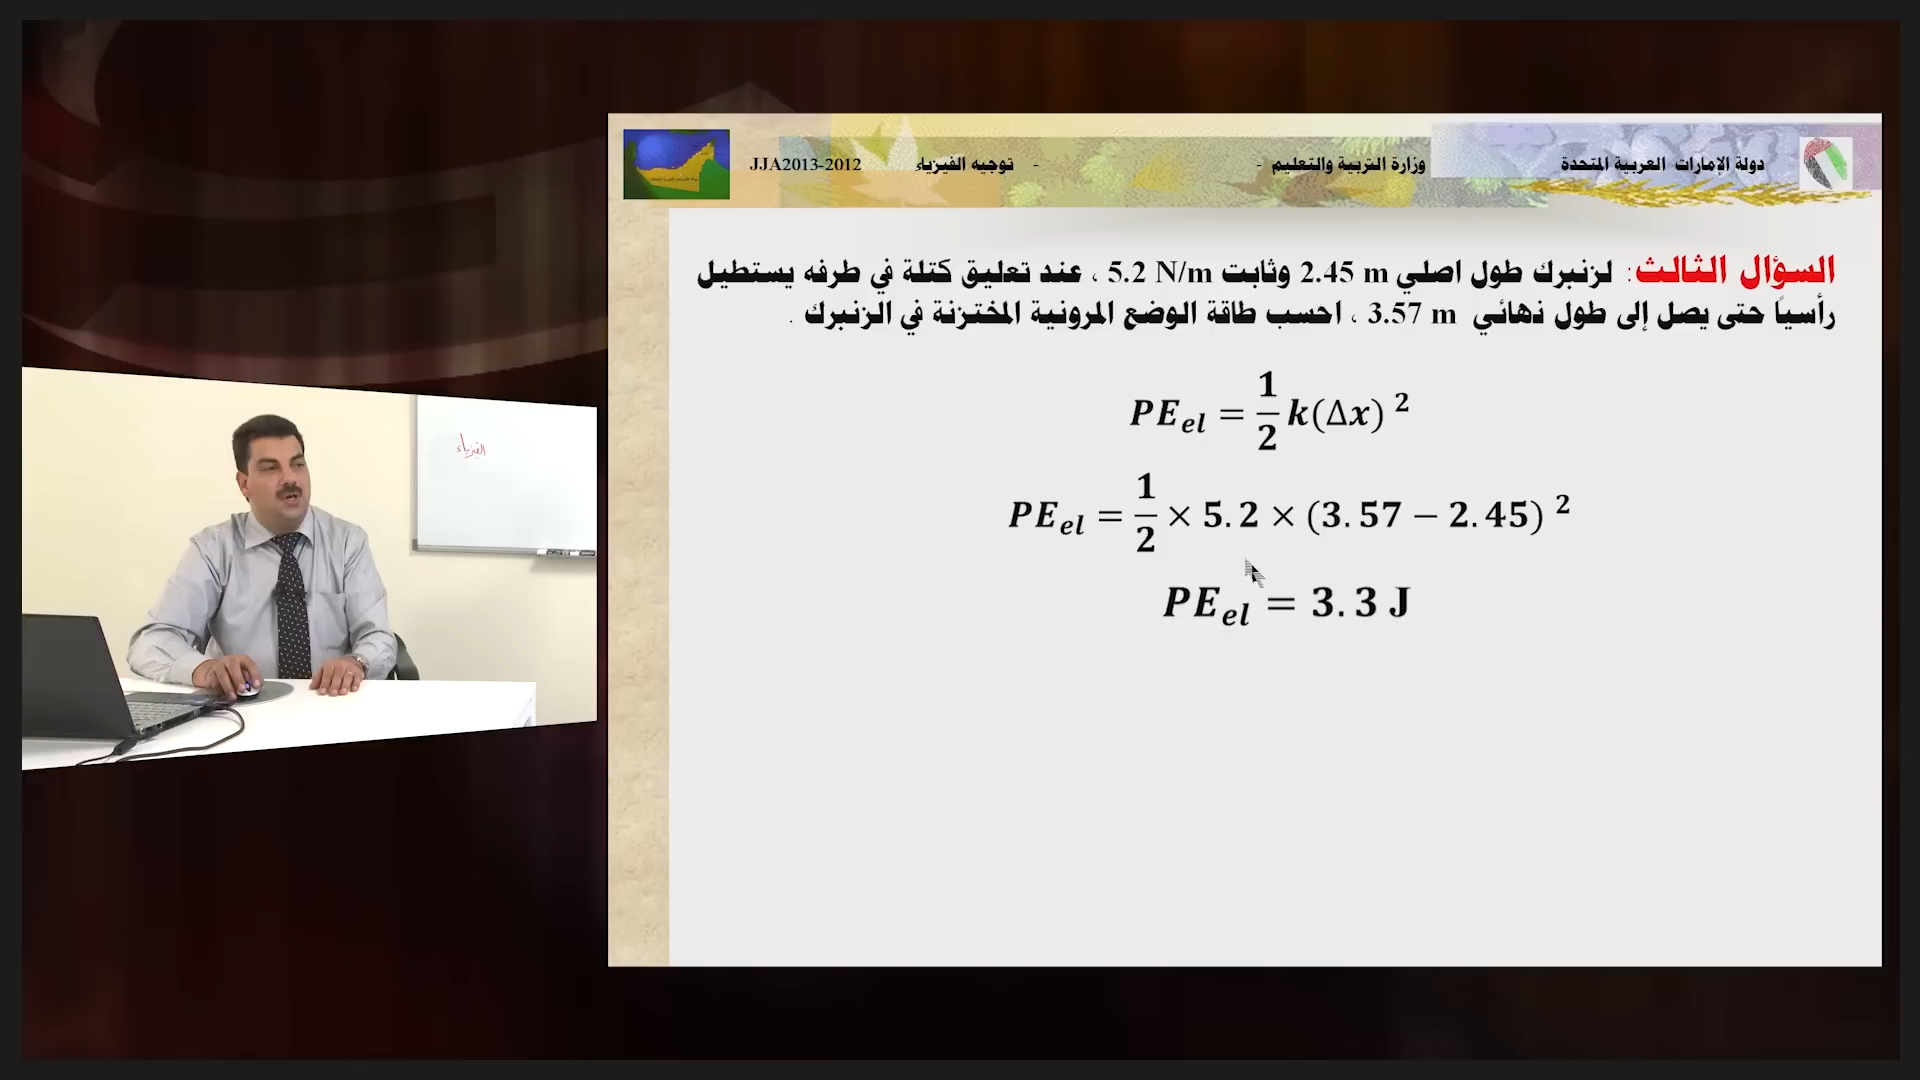 دولة الإمارات العربية المتحدة وزارة التربية والتعليم - توجيه الفيزياء - JJA2013-2012
السؤال الثالث: لزنبرك طول اصلي 2.45 m وثابت 5.2 N/m ، عند تعليق كتلة في طرفه يستطيل
رأسياً حتى يصل إلى طول نهائي 3.57 m ، احسب طاقة الوضع المرونية المختزنة في الزنبرك .
PE_el = 1/2 k(Δx)²
PE_el = 1/2 × 5.2 × (3.57 − 2.45)²
PE_el = 3.3 J
الفيزياء